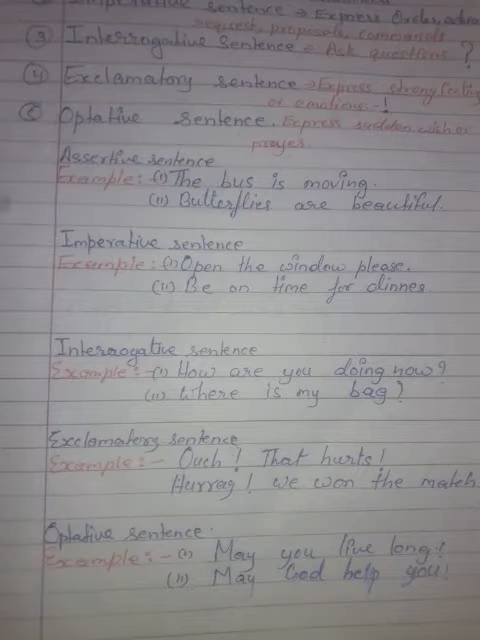 Imperative sentence → Express Order, advice
request, proposals, commands
③ Interrogative Sentence → Ask questions ?
④ Exclamatory sentence → Express strong feeling
or emotions - !
Optative sentence. Express sudden wish or
prayer
Assertive sentence
Example: (i) The bus is moving.
(ii) Butterflies are beautiful.
Imperative sentence
Example: (i) Open the window please.
(ii) Be on time for dinner.
Interrogative sentence
Example: - (i) How are you doing now?
(ii) Where is my bag?
Exclamatory sentence
Example: - Ouch! That hurts!
Hurray! we won the match
Optative sentence.
Example: - (i) May you live long!
(ii) May God help you!